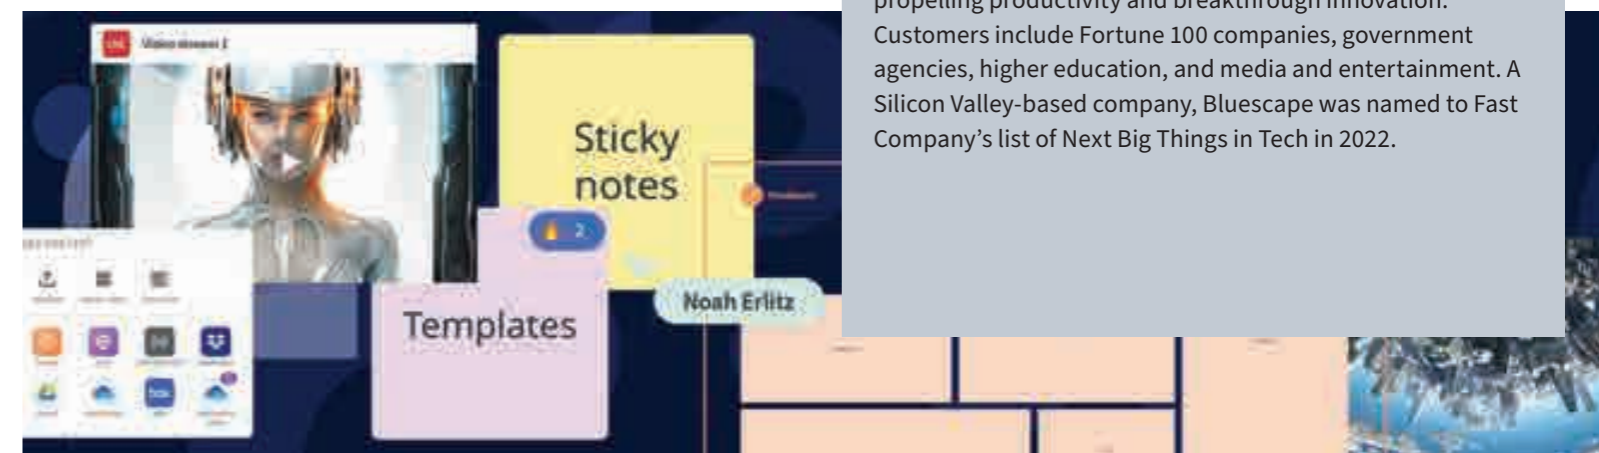 propelling productivity and breakthrough innovation.
Customers include Fortune 100 companies, government
agencies, higher education, and media and entertainment. A
Silicon Valley-based company, Bluescape was named to Fast
Company’s list of Next Big Things in Tech in 2022.
Sticky
notes
2
Noah Erlitz
Templates
box